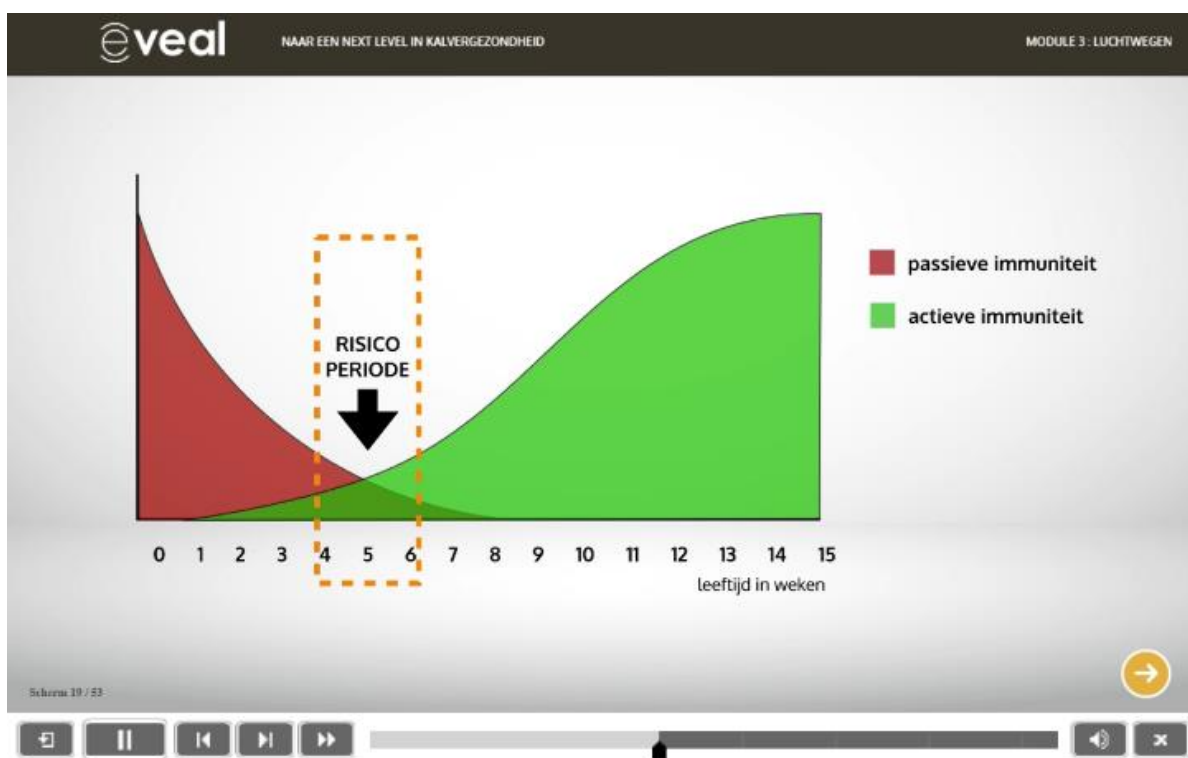 eveal
NAAR EEN NEXT LEVEL IN KALVERGEZONDHEID
MODULE 3 : LUCHTWEGEN
RISICO
PERIODE
passieve immuniteit
actieve immuniteit
0 1 2 3 4 5 6 7 8 9 10 11 12 13 14 15
leeftijd in weken
Scherm 19 / 53